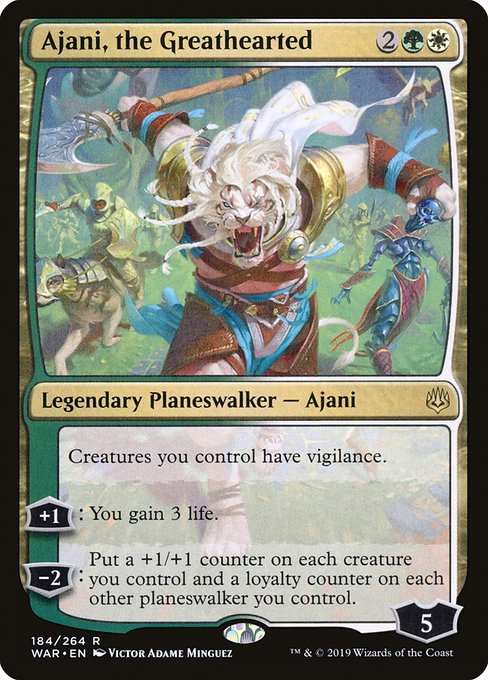 Ajani, the Greathearted 2
Legendary Planeswalker — Ajani
Creatures you control have vigilance.
+1: You gain 3 life.
Put a +1/+1 counter on each creature
−2: you control and a loyalty counter on each
other planeswalker you control.
5
184/264 R
WAR • EN Victor Adame Minguez
™ & © 2019 Wizards of the Coast